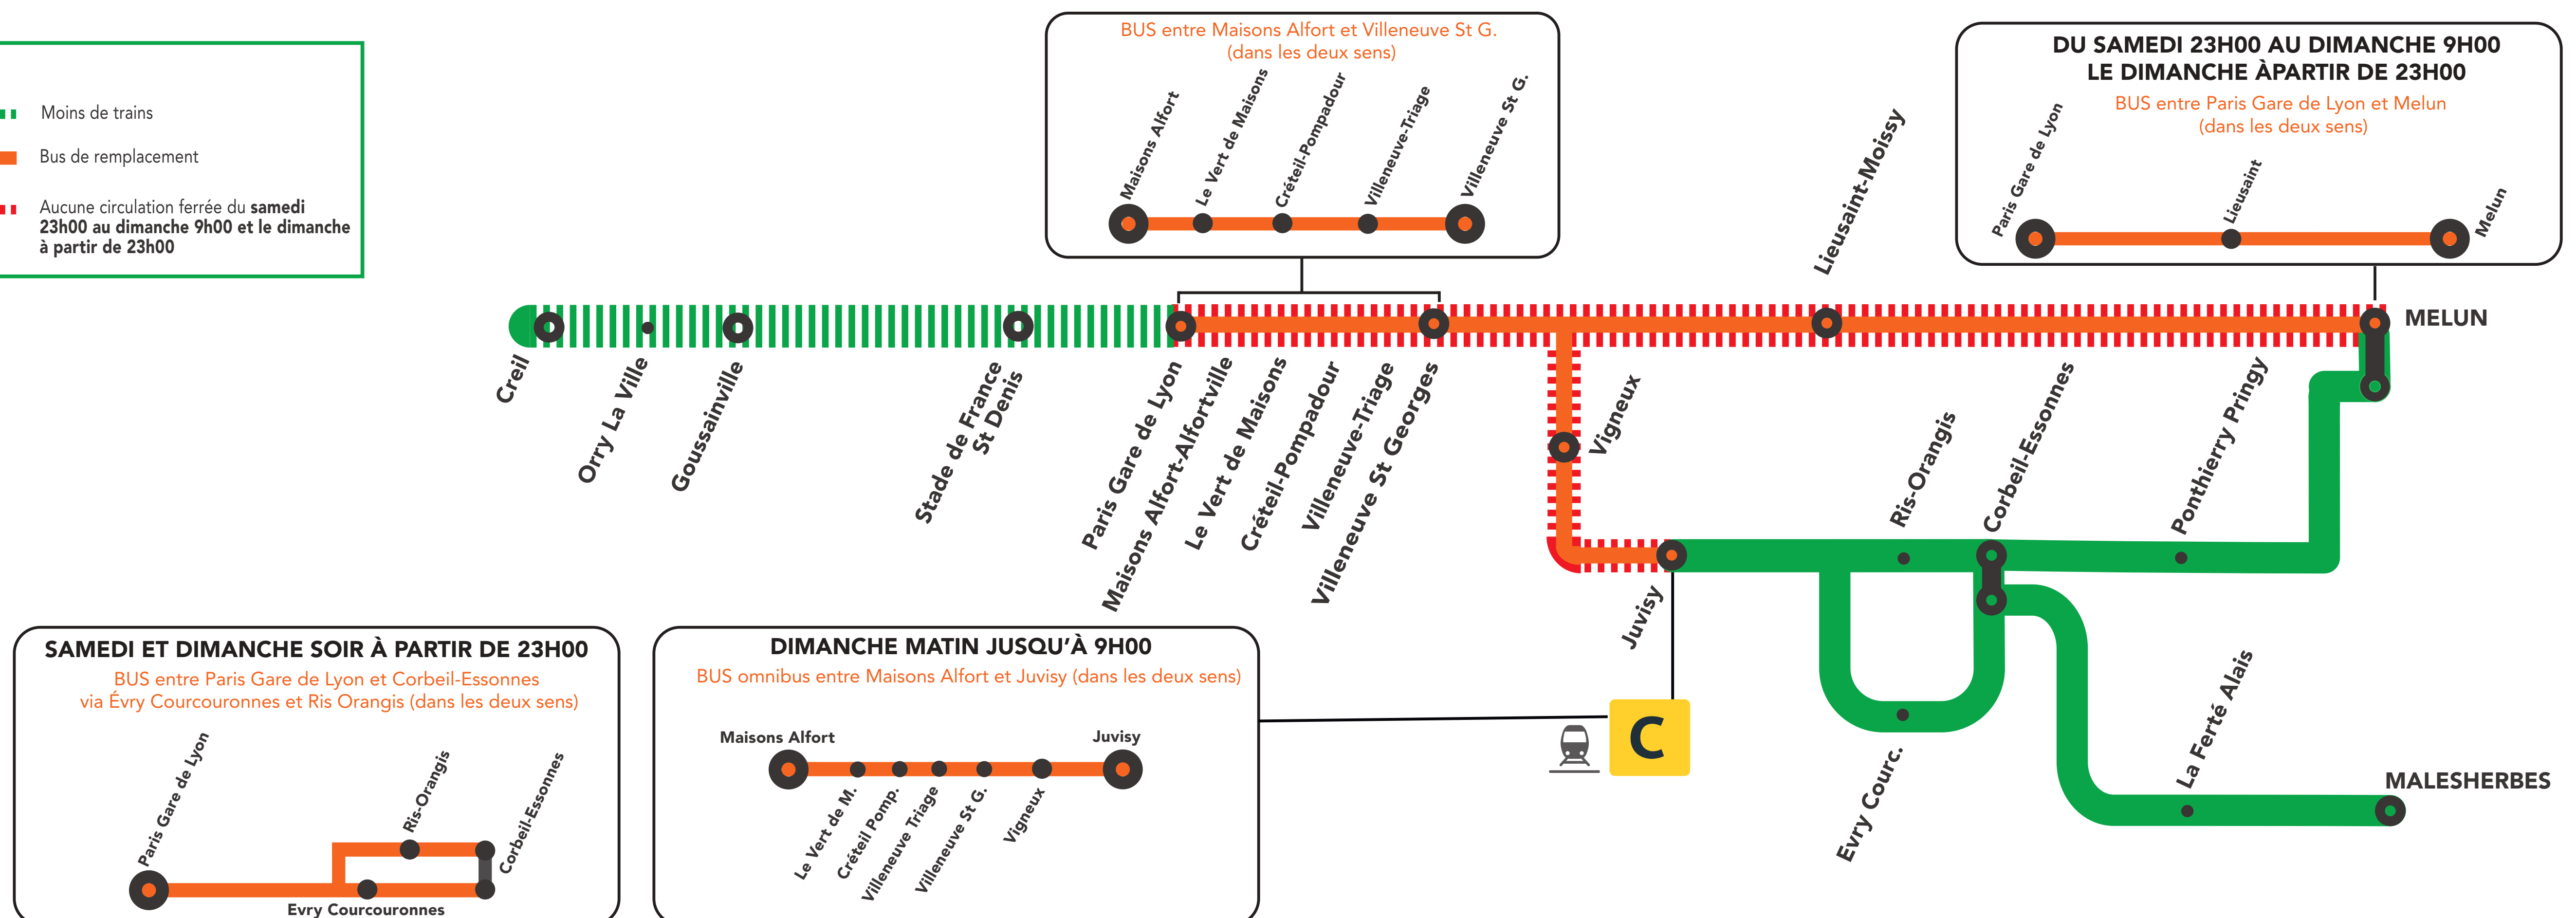 Moins de trains
Bus de remplacement
Aucune circulation ferrée du samedi
23h00 au dimanche 9h00 et le dimanche
à partir de 23h00
BUS entre Maisons Alfort et Villeneuve St G.
(dans les deux sens)
Maisons Alfort
Le Vert de Maisons
Créteil-Pompadour
Villeneuve-Triage
Villeneuve St G.
DU SAMEDI 23H00 AU DIMANCHE 9H00
LE DIMANCHE ÀPARTIR DE 23H00
BUS entre Paris Gare de Lyon et Melun
(dans les deux sens)
Paris Gare de Lyon
Lieusaint
Melun
Creil
Orry La Ville
Goussainville
Stade de France
St Denis
Paris Gare de Lyon
Maisons Alfort-Alfortville
Le Vert de Maisons
Créteil-Pompadour
Villeneuve-Triage
Villeneuve St Georges
Lieusaint-Moissy
MELUN
Vigneux
Juvisy
Ris-Orangis
Corbeil-Essonnes
Ponthierry Pringy
Evry Courc.
La Ferté Alais
MALESHERBES
C
SAMEDI ET DIMANCHE SOIR À PARTIR DE 23H00
BUS entre Paris Gare de Lyon et Corbeil-Essonnes
via Évry Courcouronnes et Ris Orangis (dans les deux sens)
Paris Gare de Lyon
Ris-Orangis
Corbeil-Essonnes
Evry Courcouronnes
DIMANCHE MATIN JUSQU'À 9H00
BUS omnibus entre Maisons Alfort et Juvisy (dans les deux sens)
Maisons Alfort
Le Vert de M.
Créteil Pomp.
Villeneuve Triage
Villeneuve St G.
Vigneux
Juvisy